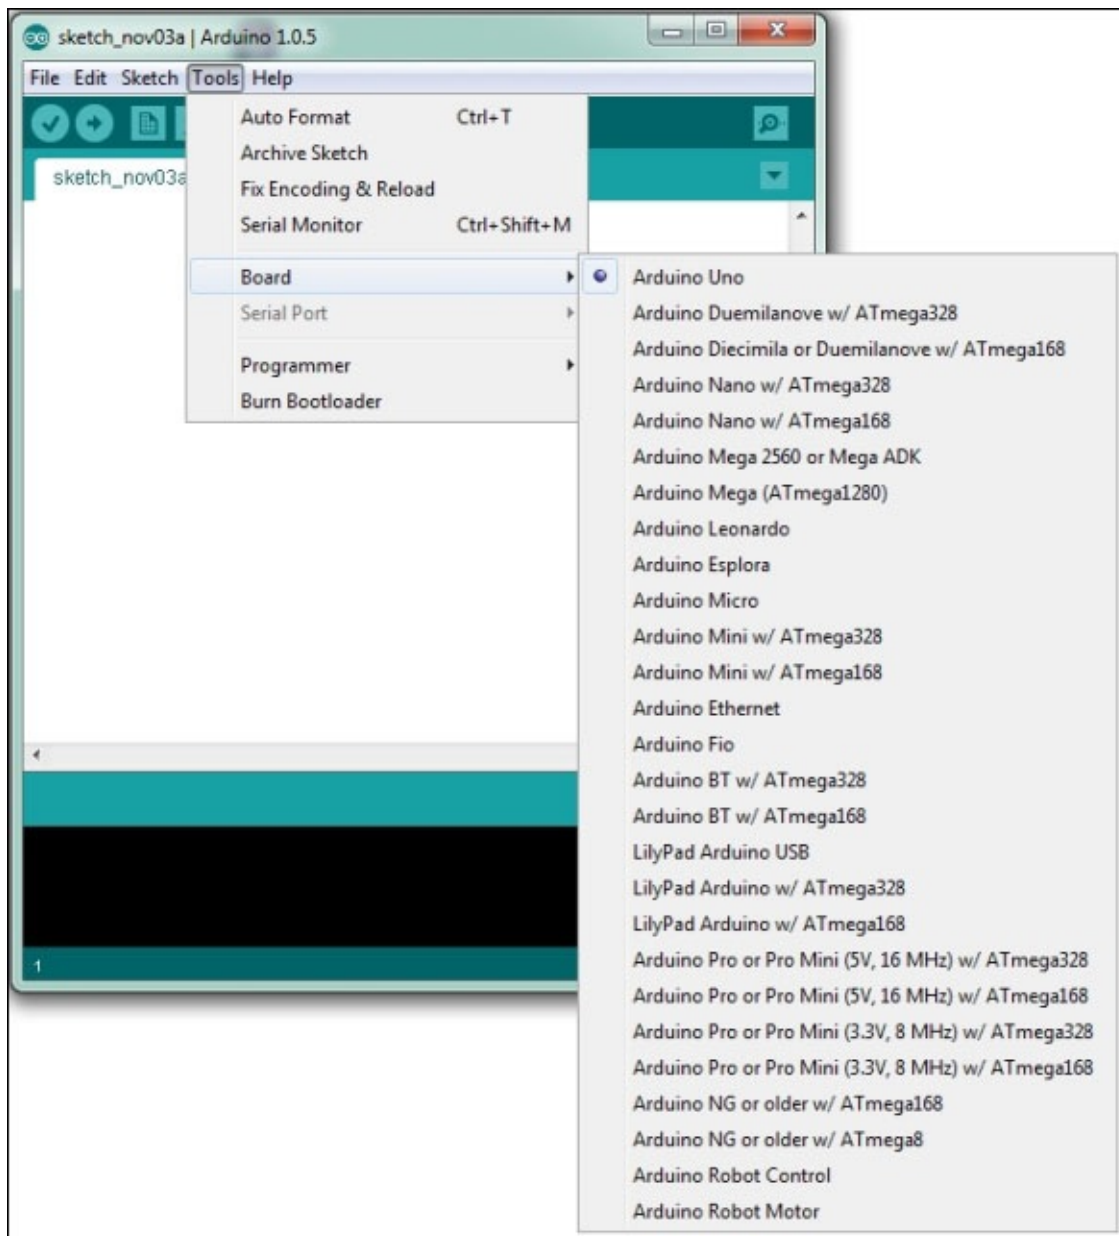 sketch_nov03a | Arduino 1.0.5
File Edit Sketch Tools Help
Auto Format Ctrl+T
Archive Sketch
sketch_nov03a
Fix Encoding & Reload
Serial Monitor Ctrl+Shift+M
Board
Serial Port
Programmer
Burn Bootloader
Arduino Uno
Arduino Duemilanove w/ ATmega328
Arduino Diecimila or Duemilanove w/ ATmega168
Arduino Nano w/ ATmega328
Arduino Nano w/ ATmega168
Arduino Mega 2560 or Mega ADK
Arduino Mega (ATmega1280)
Arduino Leonardo
Arduino Esplora
Arduino Micro
Arduino Mini w/ ATmega328
Arduino Mini w/ ATmega168
Arduino Ethernet
Arduino Fio
Arduino BT w/ ATmega328
Arduino BT w/ ATmega168
LilyPad Arduino USB
LilyPad Arduino w/ ATmega328
LilyPad Arduino w/ ATmega168
Arduino Pro or Pro Mini (5V, 16 MHz) w/ ATmega328
Arduino Pro or Pro Mini (5V, 16 MHz) w/ ATmega168
Arduino Pro or Pro Mini (3.3V, 8 MHz) w/ ATmega328
Arduino Pro or Pro Mini (3.3V, 8 MHz) w/ ATmega168
Arduino NG or older w/ ATmega168
Arduino NG or older w/ ATmega8
Arduino Robot Control
Arduino Robot Motor
1